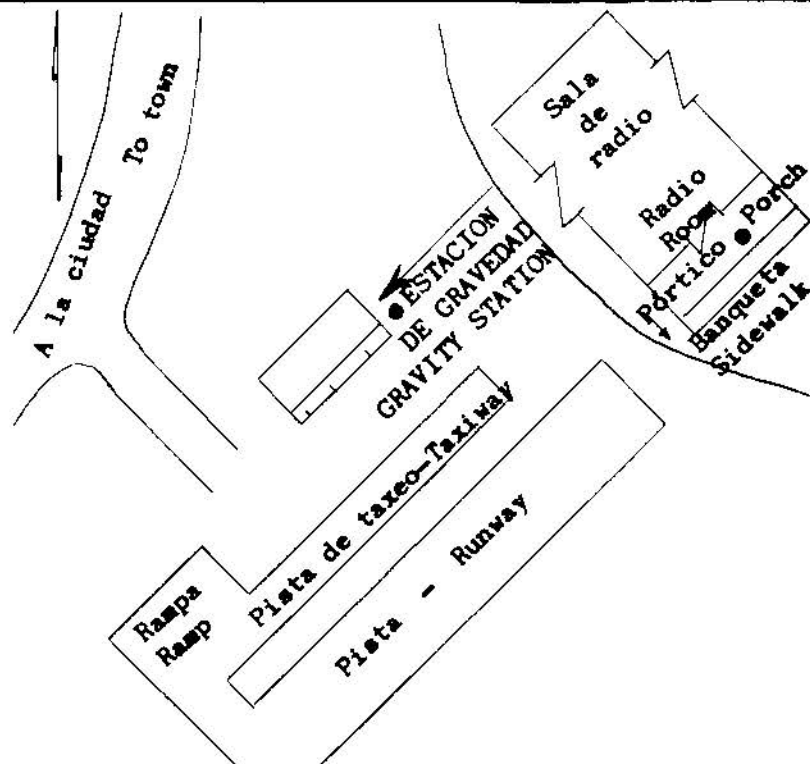 A la ciudad To town
Sala
de
radio
Radio
Room
Pórtico Porch
Banqueta
Sidewalk
ESTACION
DE GRAVEDAD
GRAVITY STATION
Pista de taxeo-Taxiway
Pista - Runway
Rampa
Ramp